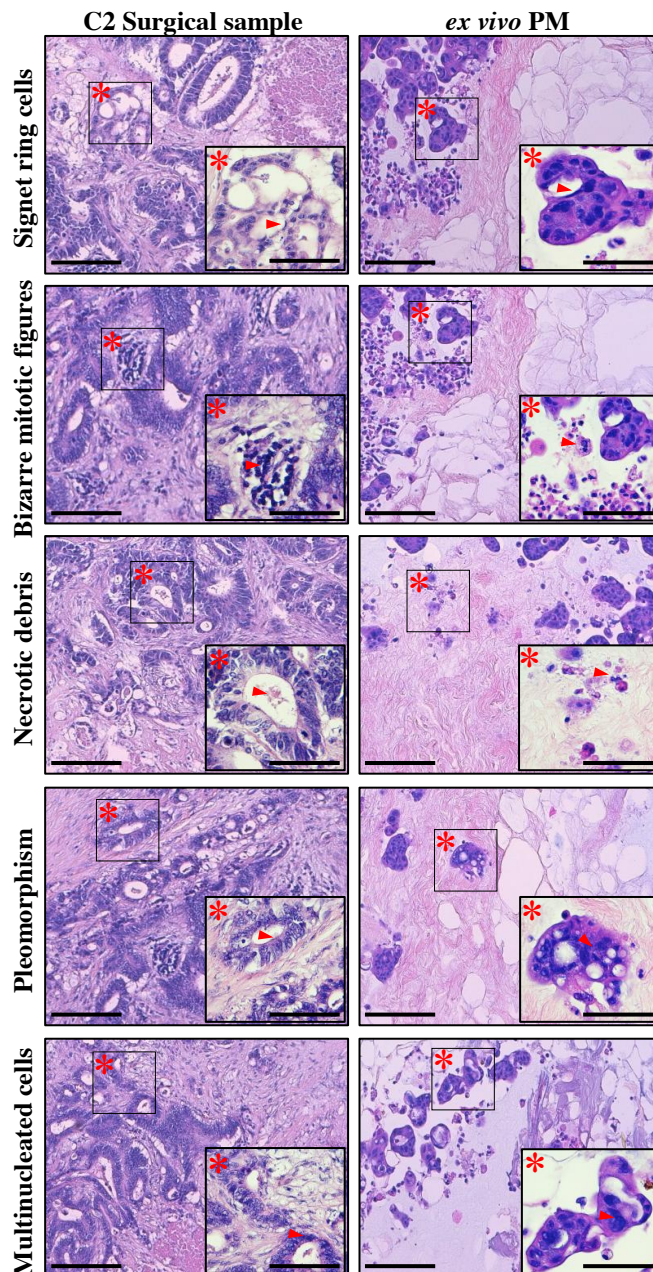 C2 Surgical sample
ex vivo PM
Signet ring cells
Bizarre mitotic figures
Necrotic debris
Pleomorphism
Multinucleated cells